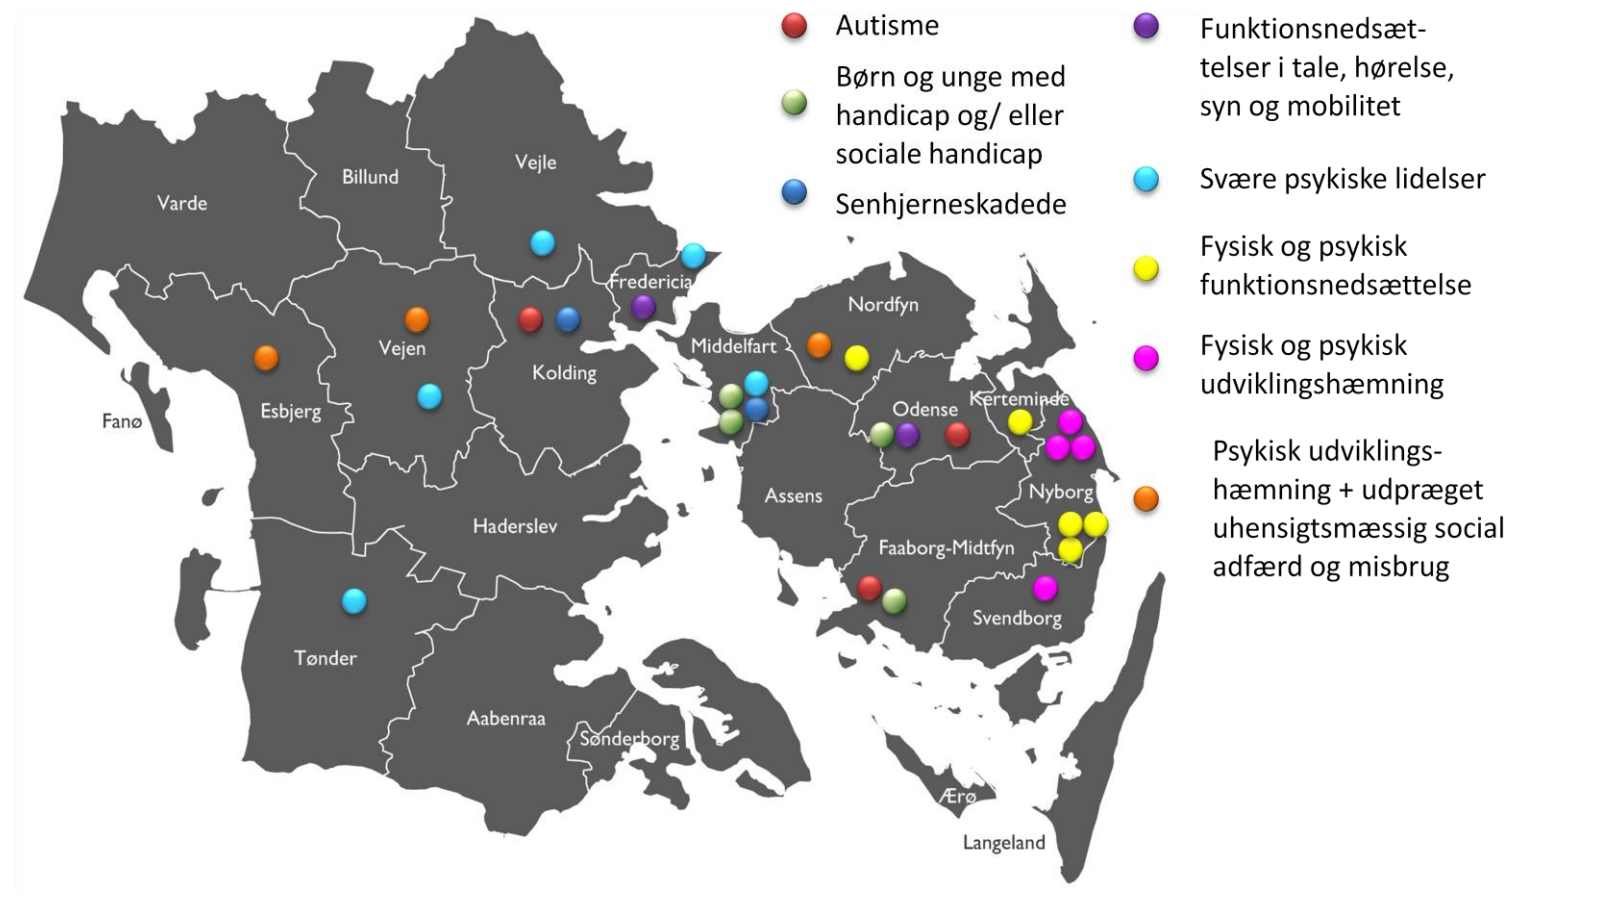 Autisme
Børn og unge med
handicap og/ eller
sociale handicap
Senhjerneskadede
Funktionsnedsæt-
telser i tale, hørelse,
syn og mobilitet
Svære psykiske lidelser
Fysisk og psykisk
funktionsnedsættelse
Fysisk og psykisk
udviklingshæmning
Psykisk udviklings-
hæmning + udpræget
uhensigtsmæssig social
adfærd og misbrug
Vejle
Billund
Varde
Fredericia
Nordfyn
Middelfart
Vejen
Kolding
Kerteminde
Odense
Esbjerg
Fanø
Nyborg
Assens
Haderslev
Faaborg-Midtfyn
Svendborg
Tønder
Aabenraa
Sønderborg
Ærø
Langeland